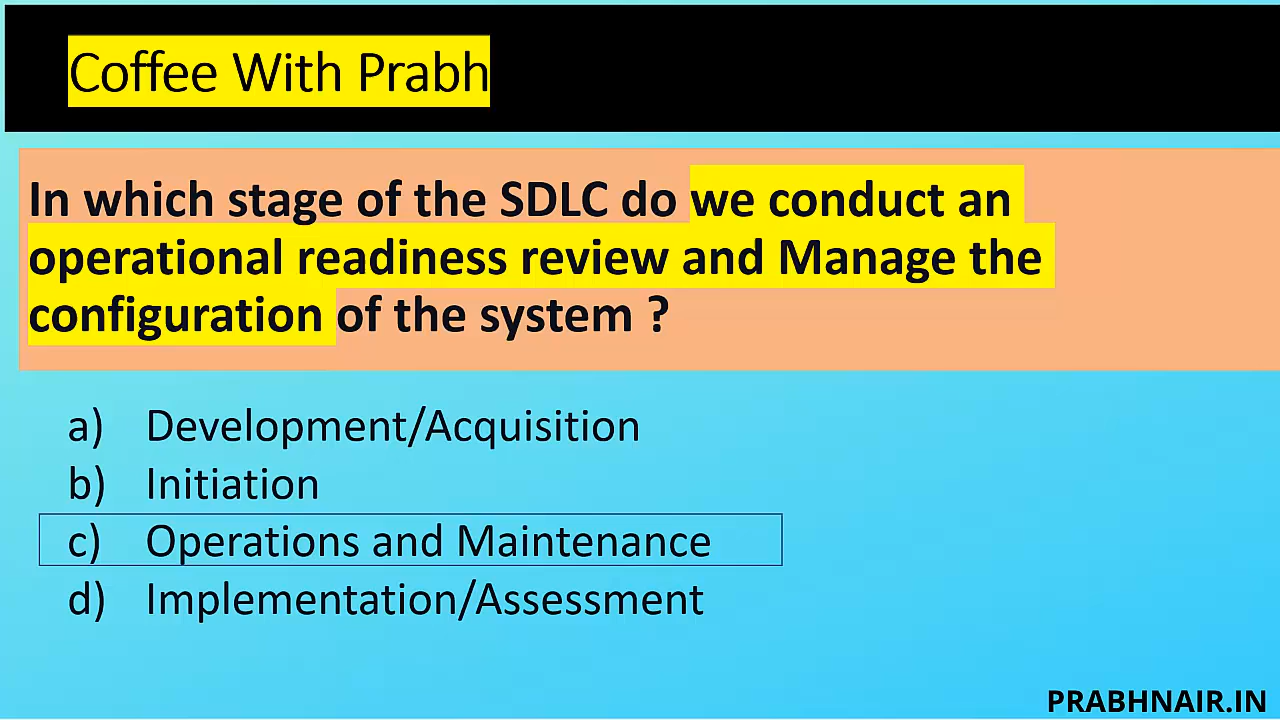 Coffee With Prabh
In which stage of the SDLC do we conduct an
operational readiness review and Manage the
configuration of the system ?
a) Development/Acquisition
b) Initiation
c) Operations and Maintenance
d) Implementation/Assessment
PRABHNAIR.IN